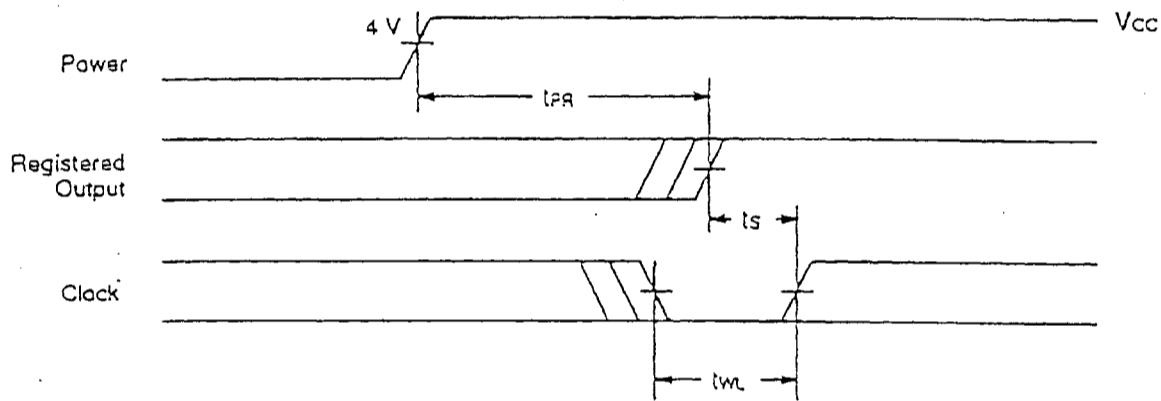 4 V
Vcc
Power
tPR
Registered
Output
ts
Clock
tWL